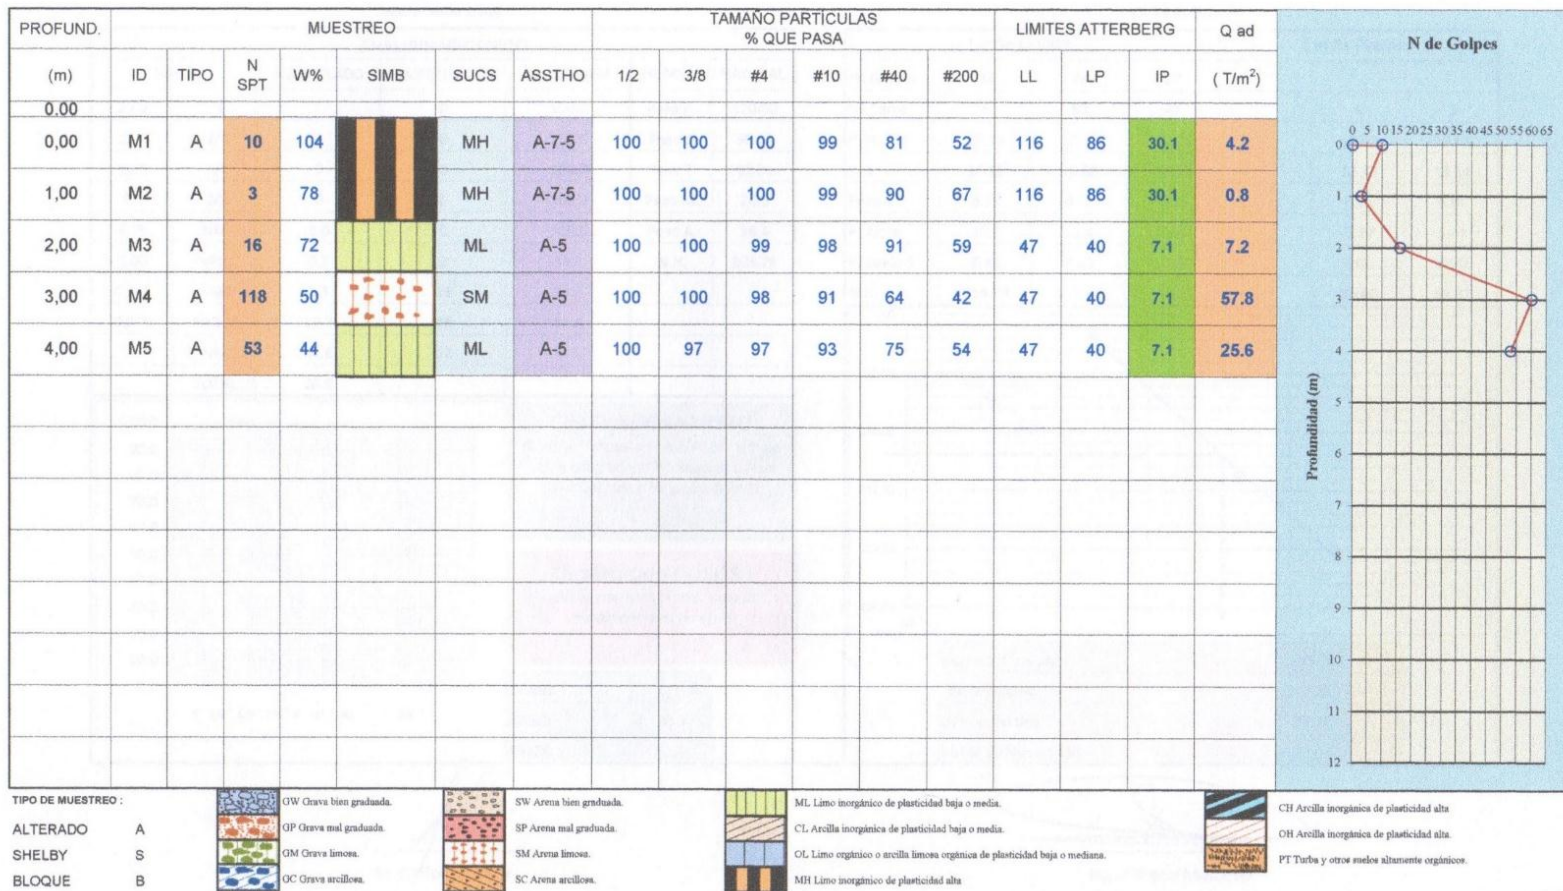 PROFUND. MUESTREO TAMAÑO PARTÍCULAS LIMITES ATTERBERG Q ad
% QUE PASA
(m) ID TIPO N SPT W% SIMB SUCS ASSTHO 1/2 3/8 #4 #10 #40 #200 LL LP IP ( T/m²)
0.00
0,00 M1 A 10 104 MH A-7-5 100 100 100 99 81 52 116 86 30.1 4.2
1,00 M2 A 3 78 MH A-7-5 100 100 100 99 90 67 116 86 30.1 0.8
2,00 M3 A 16 72 ML A-5 100 100 99 98 91 59 47 40 7.1 7.2
3,00 M4 A 118 50 SM A-5 100 100 98 91 64 42 47 40 7.1 57.8
4,00 M5 A 53 44 ML A-5 100 97 97 93 75 54 47 40 7.1 25.6
N de Golpes
0 5 10 15 20 25 30 35 40 45 50 55 60 65
0
1
2
3
4
5
6
7
8
9
10
11
12
Profundidad (m)
TIPO DE MUESTREO :
ALTERADO A
SHELBY S
BLOQUE B
GW Grava bien graduada.
GP Grava mal graduada.
GM Grava limosa.
GC Grava arcillosa.
SW Arena bien graduada.
SP Arena mal graduada.
SM Arena limosa.
SC Arena arcillosa.
ML Limo inorgánico de plasticidad baja o media.
CL Arcilla inorgánica de plasticidad baja o media.
OL Limo orgánico o arcilla limosa orgánica de plasticidad baja o mediana.
MH Limo inorgánico de plasticidad alta
CH Arcilla inorgánica de plasticidad alta
OH Arcilla inorgánica de plasticidad alta.
PT Turba y otros suelos altamente orgánicos.